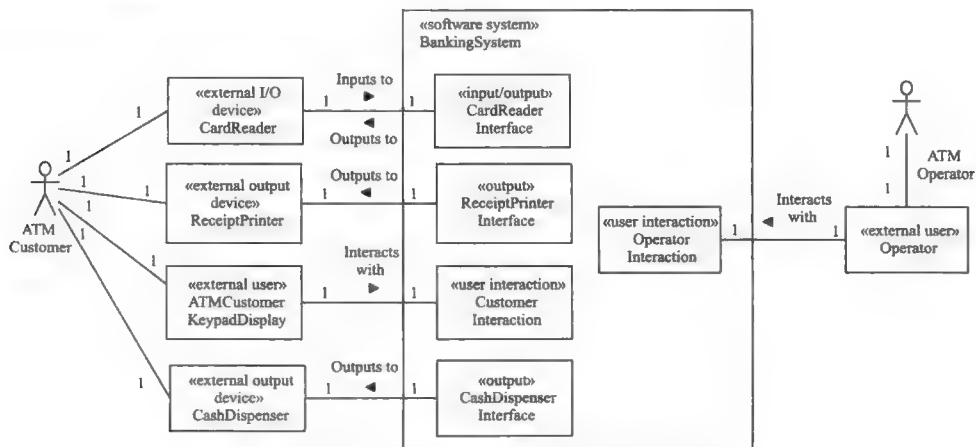 «software system»
BankingSystem
Inputs to
1
1
«external I/O
device»
CardReader
1
1
Outputs to
«input/output»
CardReader
Interface
1
1
«external output
device»
ReceiptPrinter
Outputs to
1
1
«output»
ReceiptPrinter
Interface
ATM
Customer
1
1
«external user»
ATMCustomer
KeypadDisplay
Interacts
with
1
1
«user interaction»
Customer
Interaction
1
1
«external output
device»
CashDispenser
Outputs to
1
1
«output»
CashDispenser
Interface
«user interaction»
Operator
Interaction
1
Interacts
with
1
«external user»
Operator
1
1
ATM
Operator